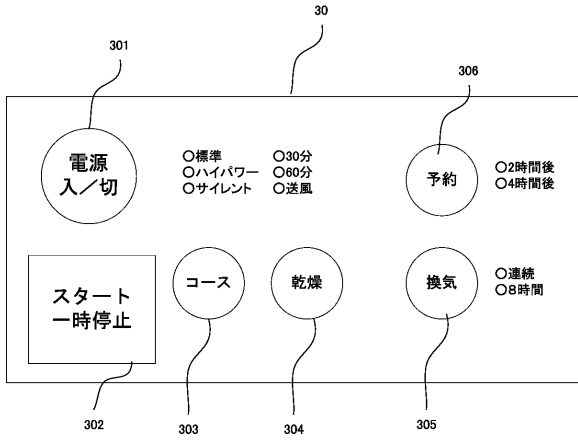 30
301
306
電源
入／切
○標準
○ハイパワー
○サイレント
○30分
○60分
○送風
予約
○2時間後
○4時間後
スタート
一時停止
コース
乾燥
換気
○連続
○8時間
302
303
304
305